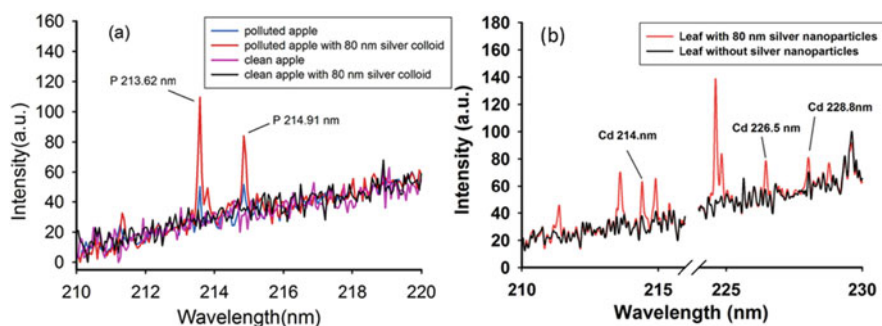 (a)
polluted apple
polluted apple with 80 nm silver colloid
clean apple
clean apple with 80 nm silver colloid
P 213.62 nm
P 214.91 nm
Intensity(a.u.)
160
140
120
100
80
60
40
20
0
210 212 214 216 218 220
Wavelength(nm)
(b)
Leaf with 80 nm silver nanoparticles
Leaf without silver nanoparticles
Cd 214.nm
Cd 226.5 nm
Cd 228.8nm
Intensity (a.u.)
180
160
140
120
100
80
60
40
20
0
210 215 225 230
Wavelength (nm)